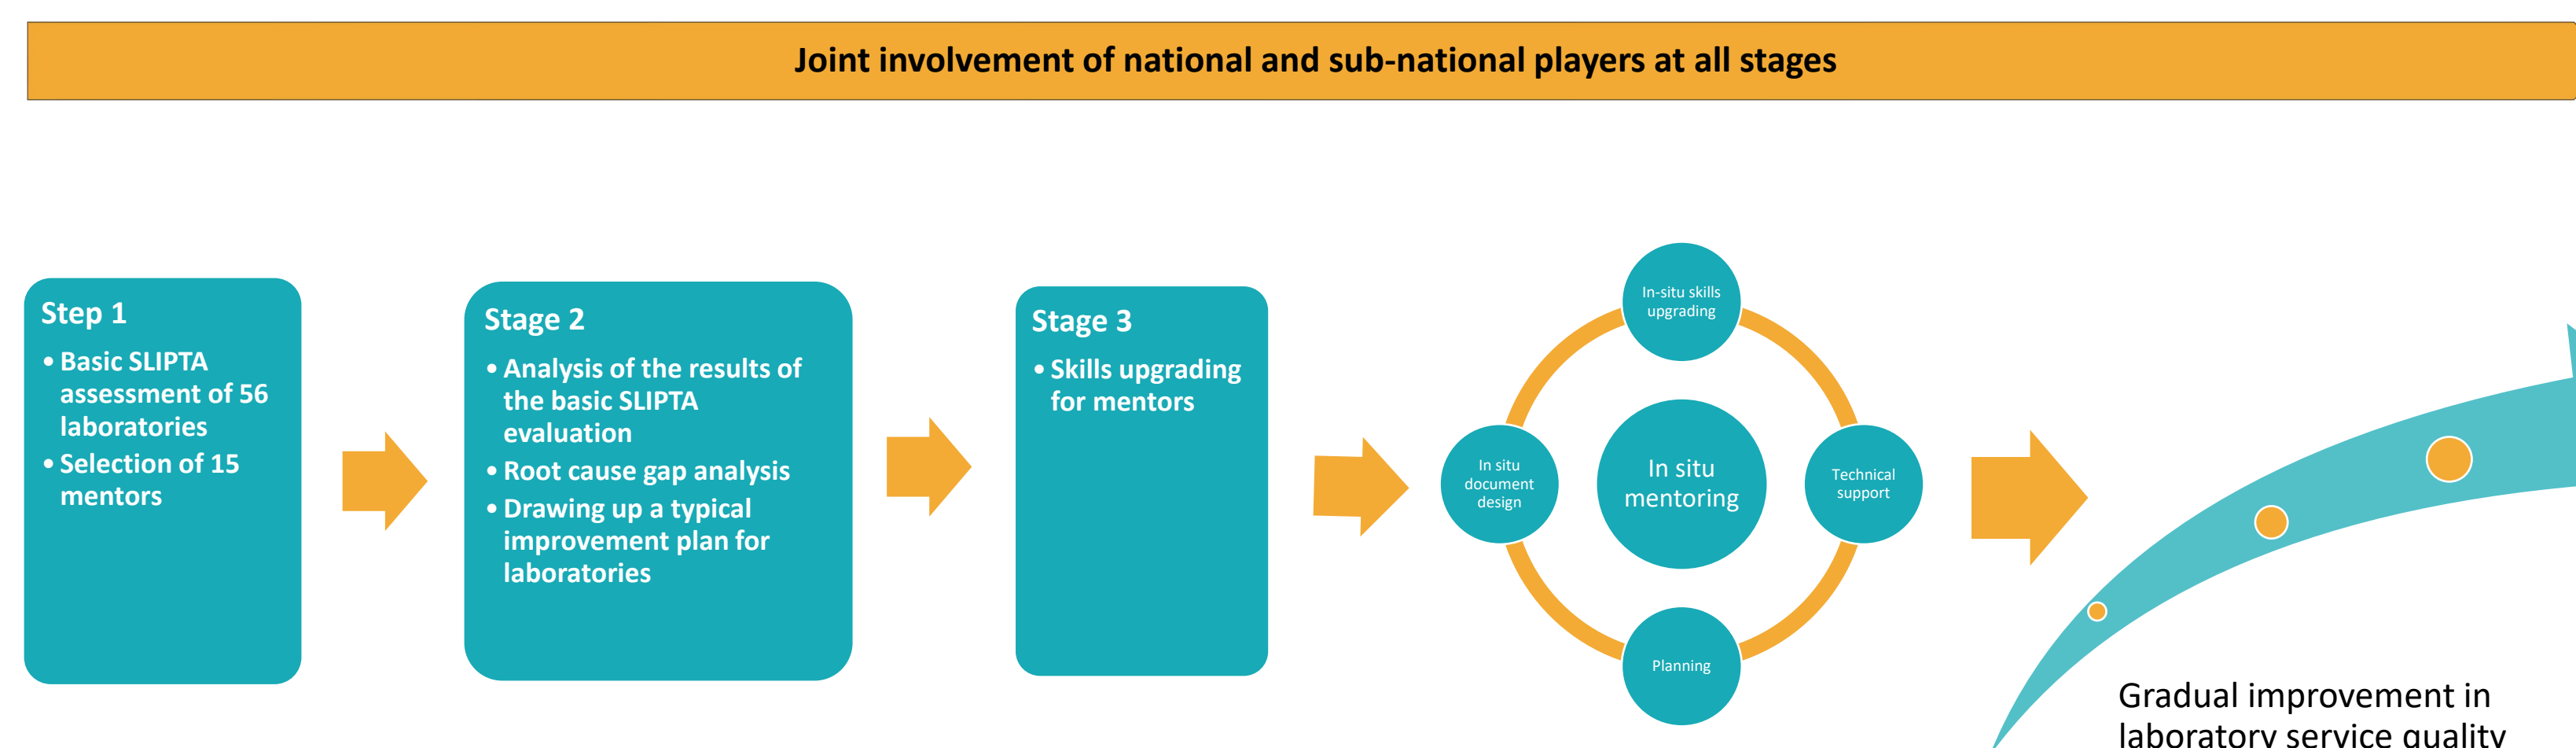 Joint involvement of national and sub-national players at all stages
Step 1
• Basic SLIPTA
assessment of 56
laboratories
• Selection of 15
mentors
Stage 2
• Analysis of the results of
the basic SLIPTA
evaluation
• Root cause gap analysis
• Drawing up a typical
improvement plan for
laboratories
Stage 3
• Skills upgrading
for mentors
In-situ skills
upgrading
In situ
document
design
In situ
mentoring
Technical
support
Planning
Gradual improvement in
laboratory service quality